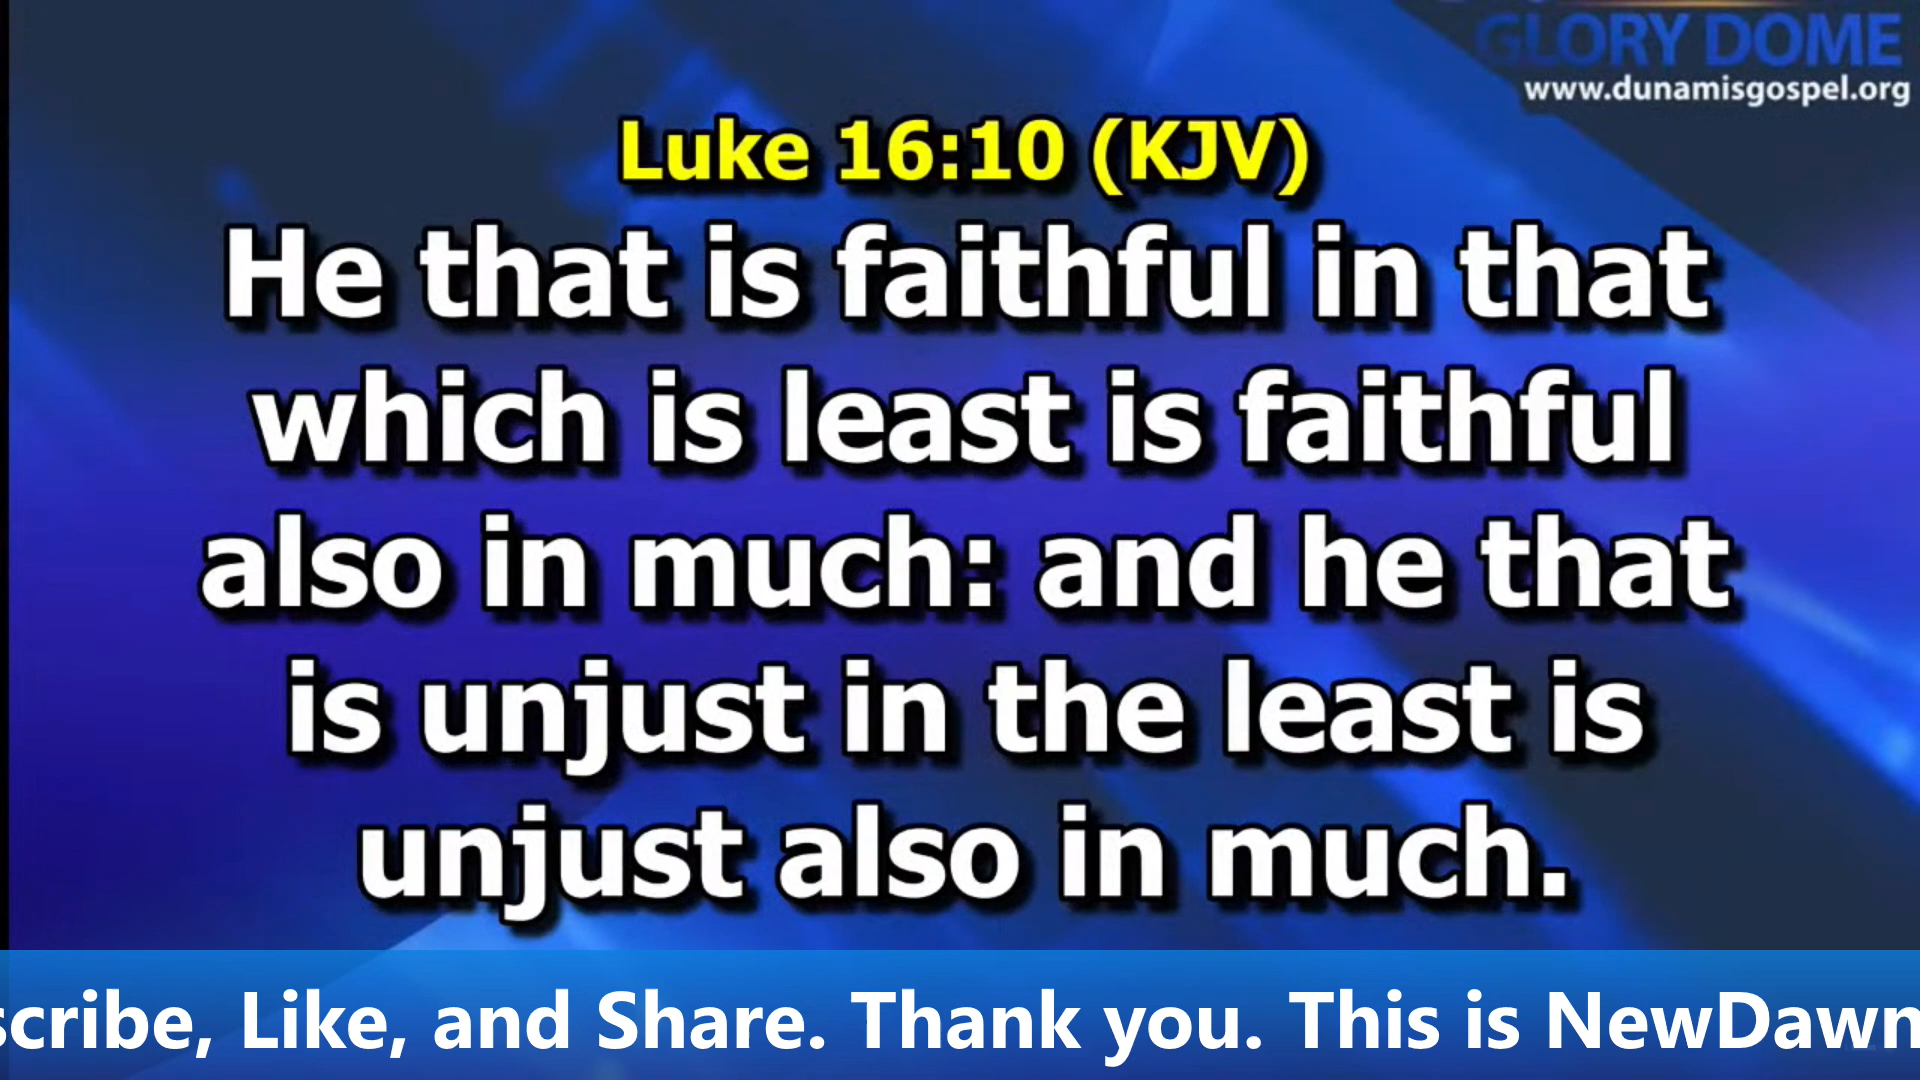 GLORY DOME
www.dunamisgospel.org
Luke 16:10 (KJV)
He that is faithful in that
which is least is faithful
also in much: and he that
is unjust in the least is
unjust also in much.
scribe, Like, and Share. Thank you. This is NewDawn